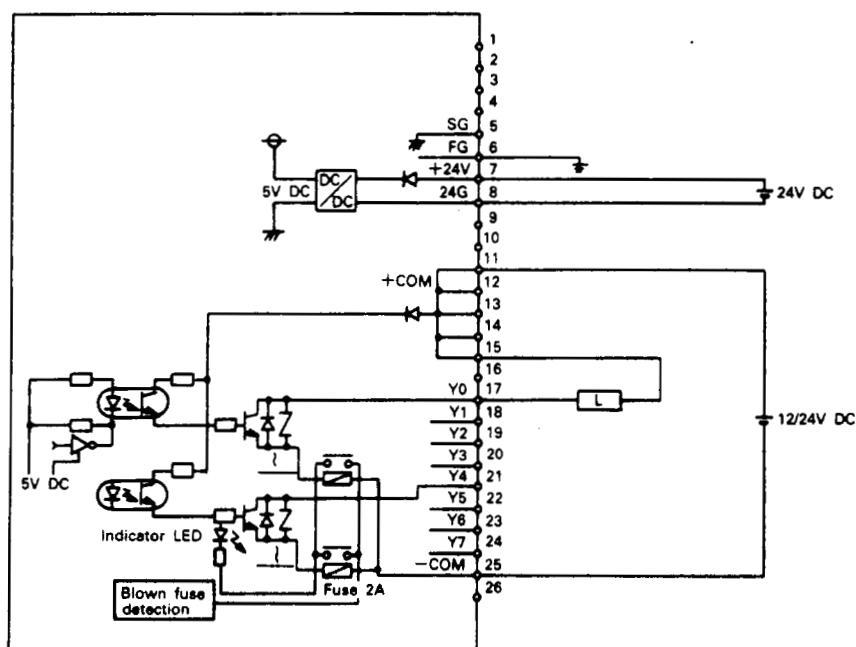 1
2
3
4
SG 5
FG 6
+24V 7
5V DC DC DC 24G 8 24V DC
9
10
11
+COM 12
13
14
15
16
Y0 17 L
Y1 18 12/24V DC
Y2 19
Y3 20
5V DC Y4 21
Y5 22
Y6 23
Indicator LED Y7 24
-COM 25
Fuse 2A 26
Blown fuse
detection